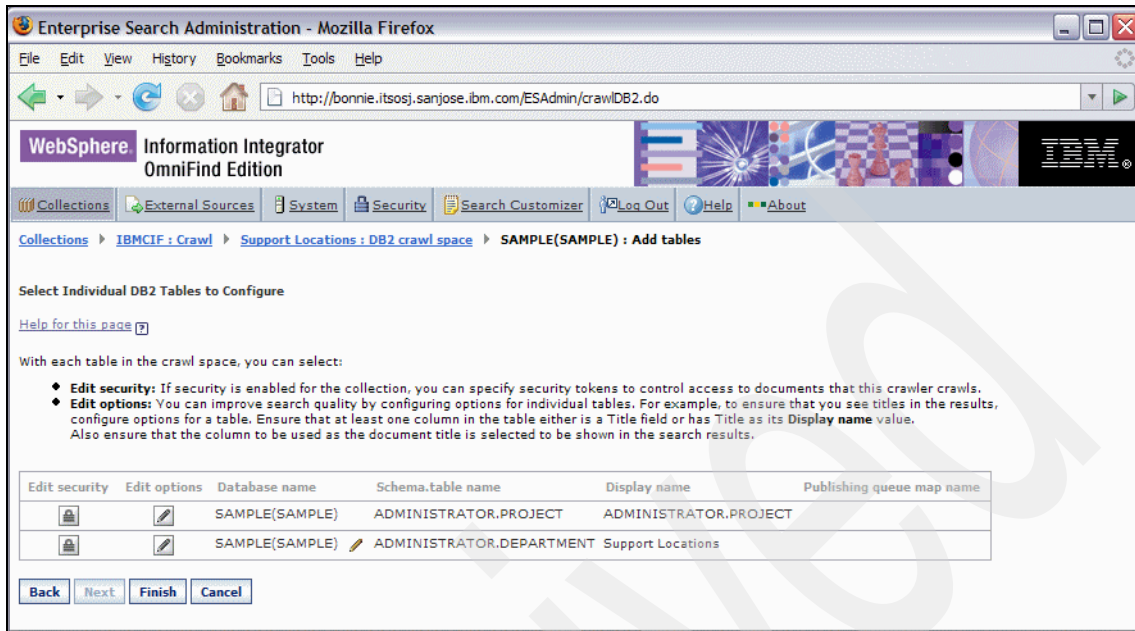 Enterprise Search Administration - Mozilla Firefox
File Edit View History Bookmarks Tools Help
http://bonnie.itsosj.sanjose.ibm.com/ESAdmin/crawlDB2.do
WebSphere. Information Integrator
OmniFind Edition
IBM®
Collections External Sources System Security Search Customizer Log Out Help About
Collections IBMCIF : Crawl Support Locations : DB2 crawl space SAMPLE(SAMPLE) : Add tables
Select Individual DB2 Tables to Configure
Help for this page ?
With each table in the crawl space, you can select:
Edit security: If security is enabled for the collection, you can specify security tokens to control access to documents that this crawler crawls.
Edit options: You can improve search quality by configuring options for individual tables. For example, to ensure that you see titles in the results,
configure options for a table. Ensure that at least one column in the table either is a Title field or has Title as its Display name value.
Also ensure that the column to be used as the document title is selected to be shown in the search results.
Edit security Edit options Database name Schema.table name Display name Publishing queue map name
SAMPLE(SAMPLE) ADMINISTRATOR.PROJECT ADMINISTRATOR.PROJECT
SAMPLE(SAMPLE) ADMINISTRATOR.DEPARTMENT Support Locations
Back Next Finish Cancel